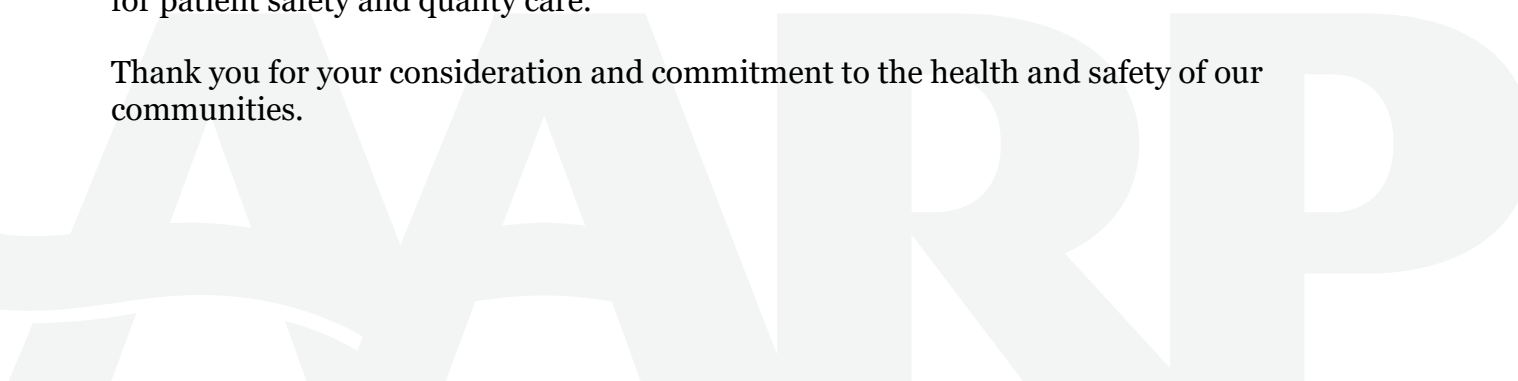 for patient safety and quality care.
Thank you for your consideration and commitment to the health and safety of our
communities.
AARP